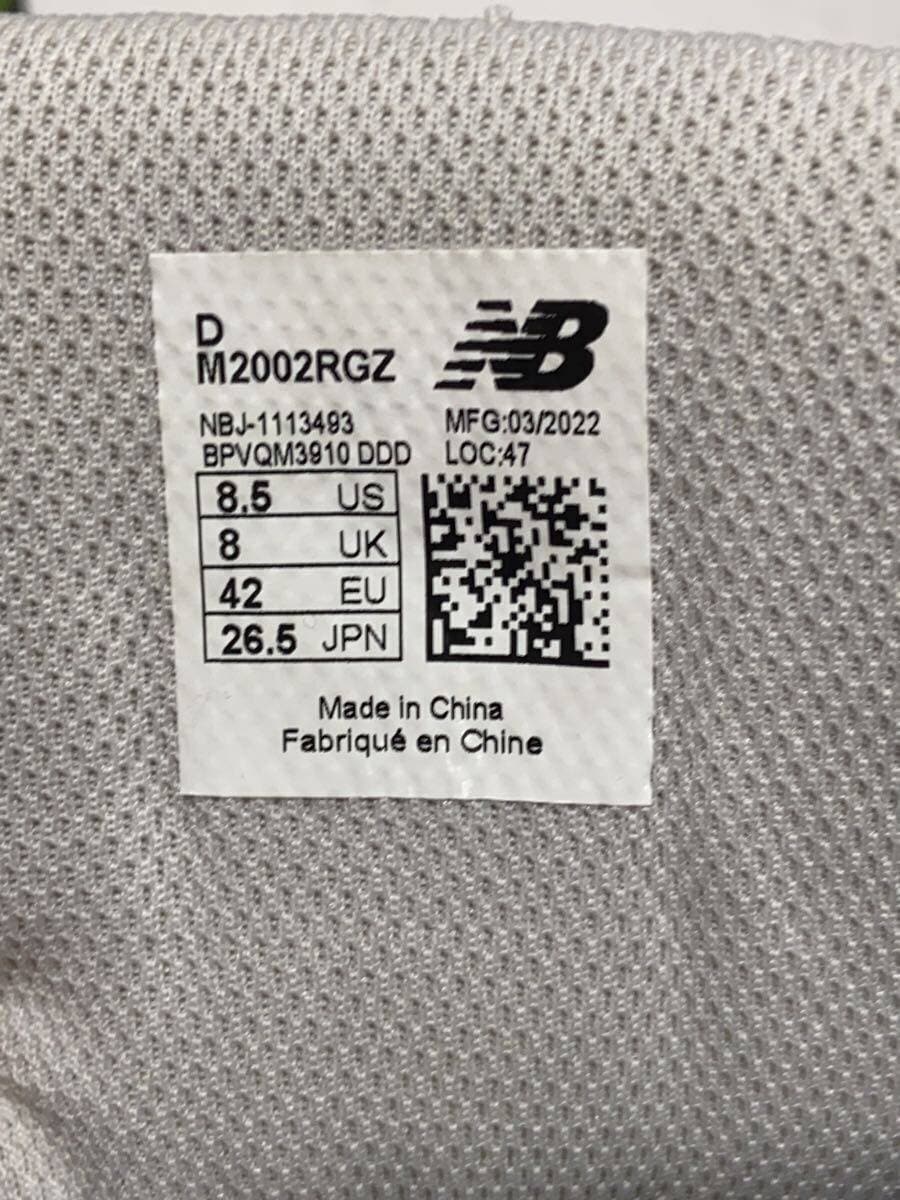 D
M2002RGZ
NB
NBJ-1113493 MFG:03/2022
BPVQM3910 DDD LOC:47
8.5 US
8 UK
42 EU
26.5 JPN
Made in China
Fabriqué en Chine